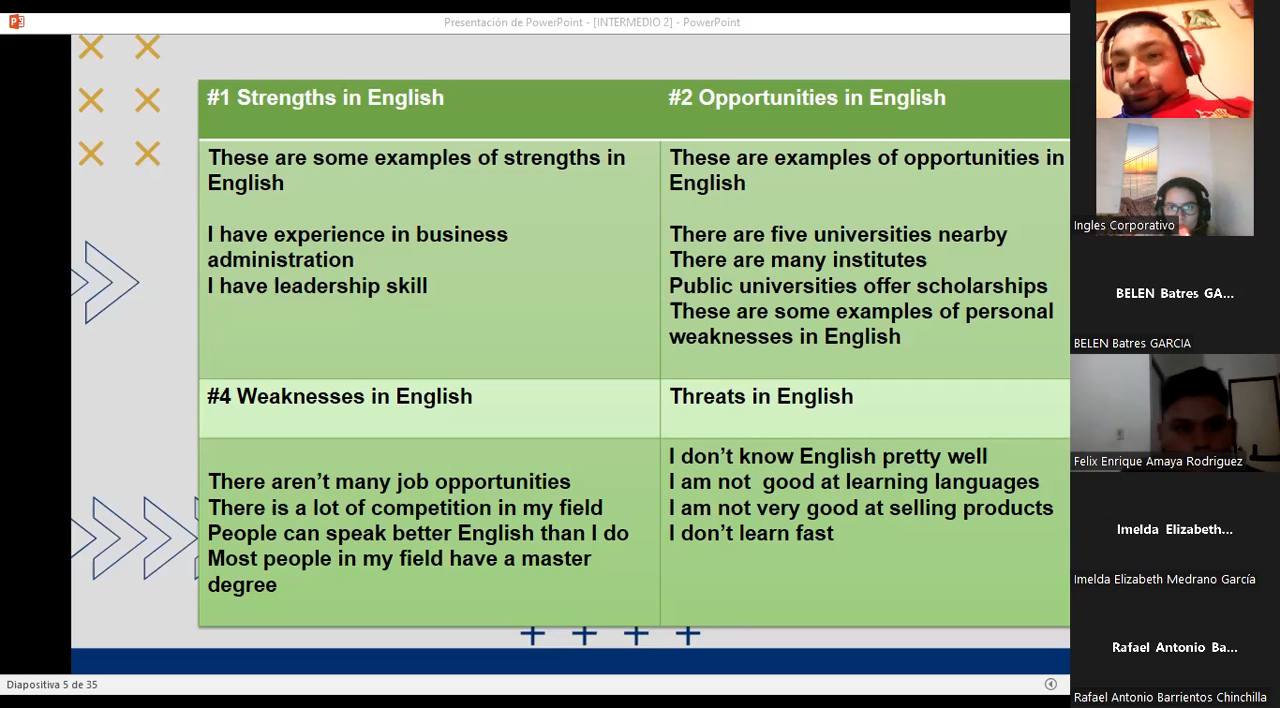 Presentación de PowerPoint - [INTERMEDIO 2] - PowerPoint
#1 Strengths in English
#2 Opportunities in English
These are some examples of strengths in
English
I have experience in business
administration
I have leadership skill
These are examples of opportunities in
English
There are five universities nearby
There are many institutes
Public universities offer scholarships
These are some examples of personal
weaknesses in English
#4 Weaknesses in English
Threats in English
There aren’t many job opportunities
There is a lot of competition in my field
People can speak better English than I do
Most people in my field have a master
degree
I don’t know English pretty well
I am not  good at learning languages
I am not very good at selling products
I don’t learn fast
Diapositiva 5 de 35
Ingles Corporativo
BELEN Batres GA...
BELEN Batres GARCIA
Felix Enrique Amaya Rodriguez
Imelda Elizabeth...
Imelda Elizabeth Medrano García
Rafael Antonio Ba...
Rafael Antonio Barrientos Chinchilla